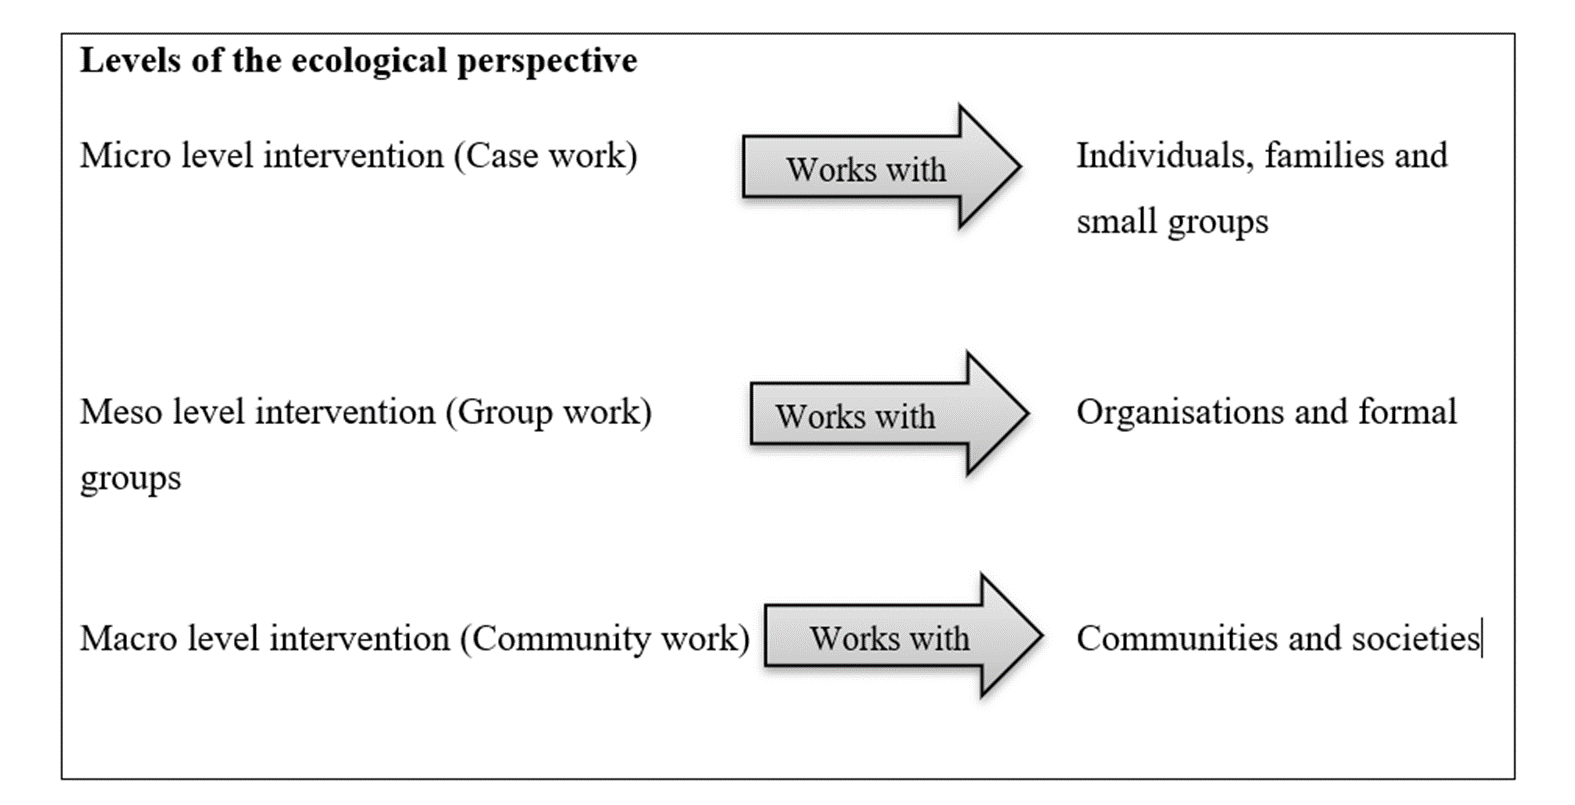 Levels of the ecological perspective
Micro level intervention (Case work) Works with Individuals, families and
small groups
Meso level intervention (Group work) Works with Organisations and formal
groups
Macro level intervention (Community work) Works with Communities and societies